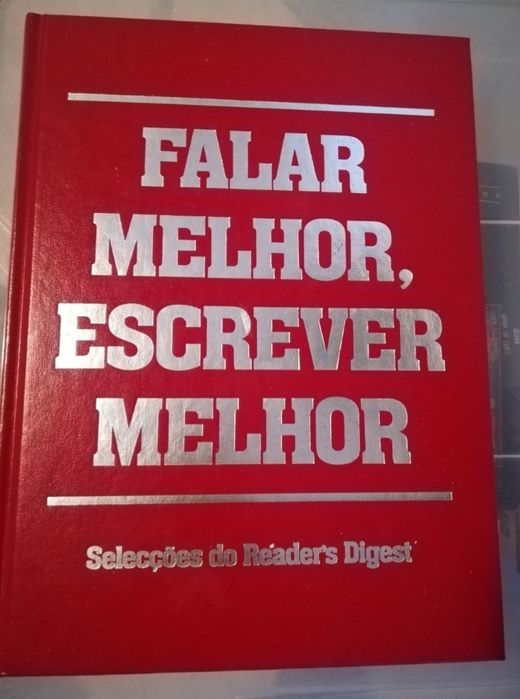 FALAR
MELHOR,
ESCREVER
MELHOR
Selecções do Reader's Digest